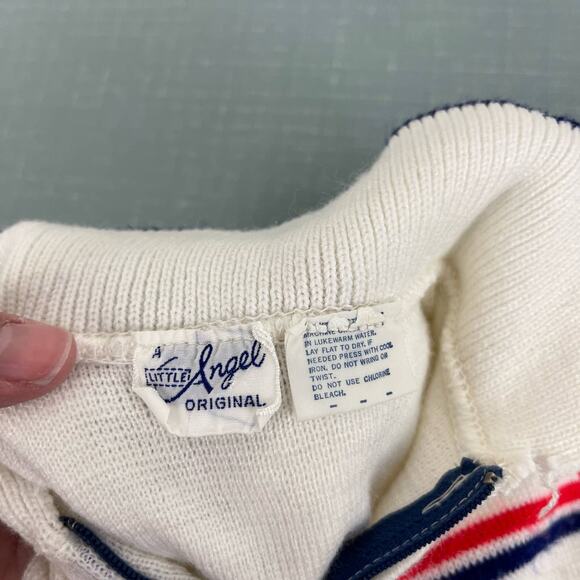 A
LITTLE Angel
ORIGINAL
MACHINE
IN LUKEWARM WATER.
LAY FLAT TO DRY. IF
NEEDED PRESS WITH COOL
IRON. DO NOT WRING OR
TWIST.
DO NOT USE CHLORINE
BLEACH.